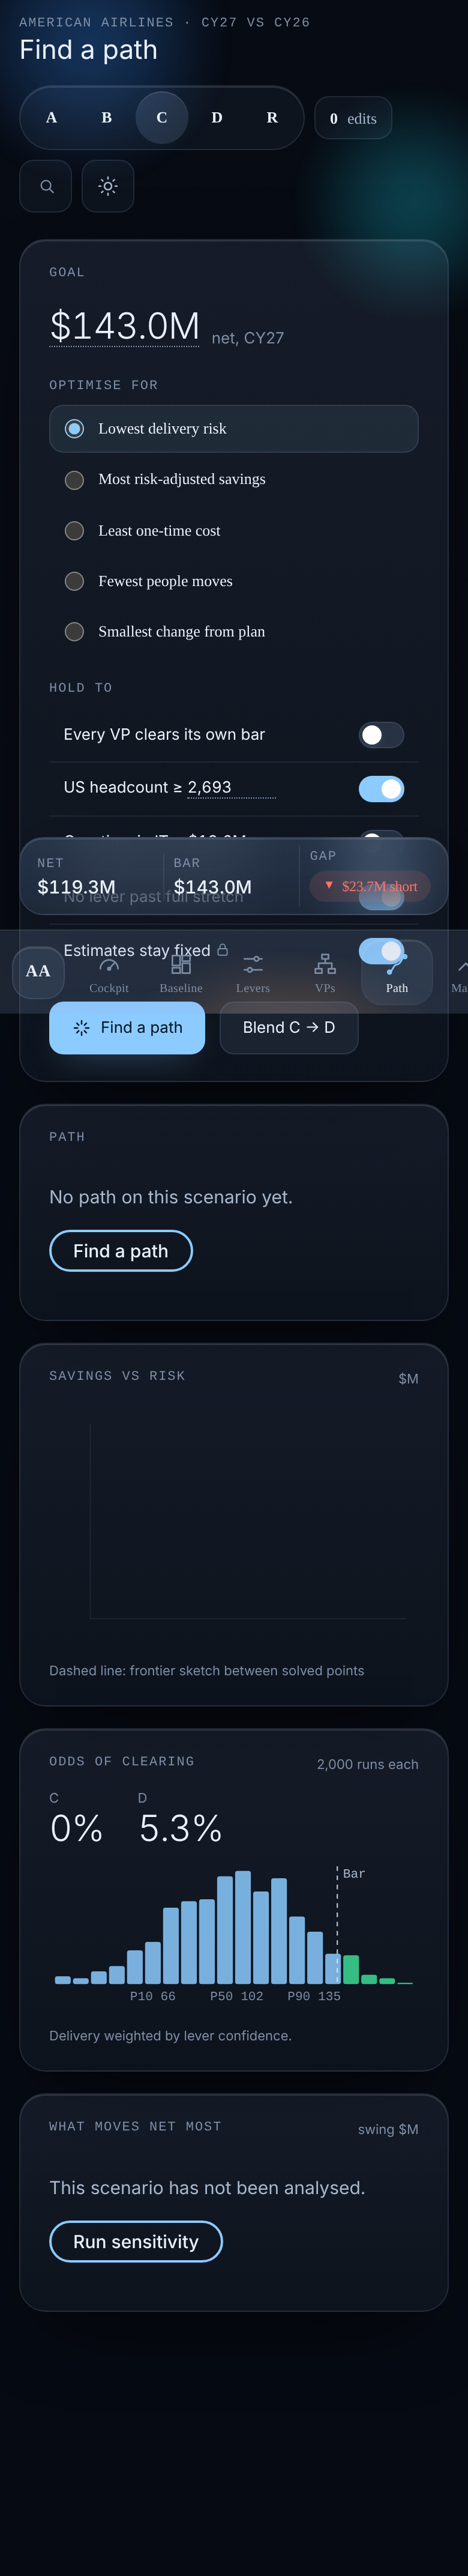 AMERICAN AIRLINES · CY27 VS CY26
Find a path
A B C D R
0 edits
GOAL
$143.0M net, CY27
OPTIMISE FOR
Lowest delivery risk
Most risk-adjusted savings
Least one-time cost
Fewest people moves
Smallest change from plan
HOLD TO
Every VP clears its own bar
US headcount ≥ 2,693
NET
$119.3M
BAR
$143.0M
GAP
▼ $23.7M short
No lever past full stretch
Estimates stay fixed
AA
Cockpit
Baseline
Levers
VPs
Path
Find a path
Blend C → D
PATH
No path on this scenario yet.
Find a path
SAVINGS VS RISK
$M
Dashed line: frontier sketch between solved points
ODDS OF CLEARING
2,000 runs each
C D
0% 5.3%
Bar
P10 66 P50 102 P90 135
Delivery weighted by lever confidence.
WHAT MOVES NET MOST
swing $M
This scenario has not been analysed.
Run sensitivity